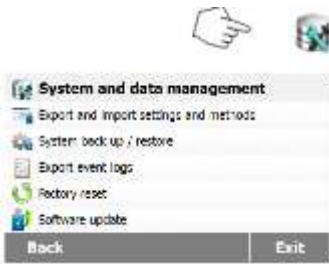 System and data management
Export and import settings and methods
System back up / restore
Export event logs
Factory reset
Software update
Back Exit